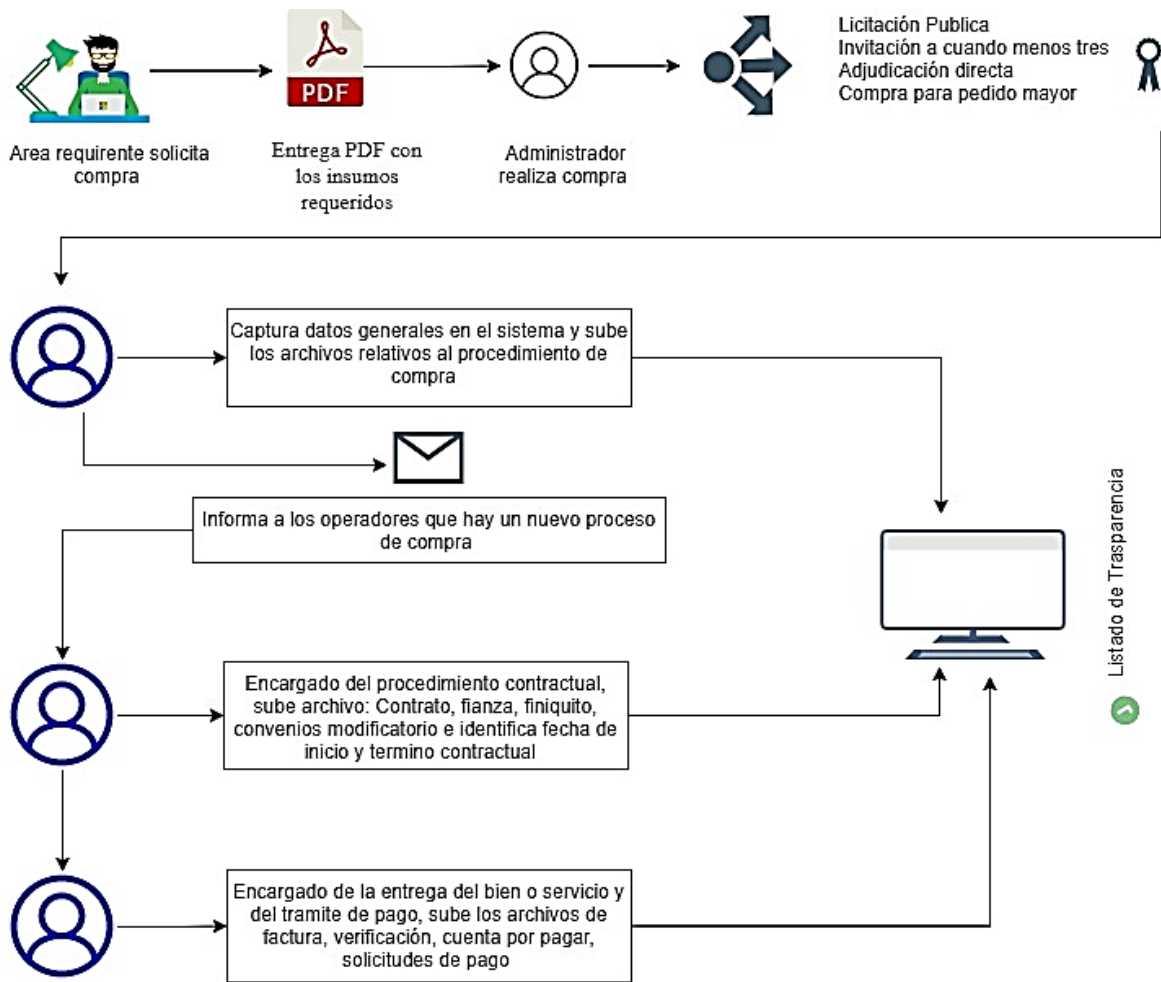 Licitación Publica
Invitación a cuando menos tres
Adjudicación directa
Compra para pedido mayor
PDF
Area requirente solicita
compra
Entrega PDF con
los insumos
requeridos
Administrador
realiza compra
Captura datos generales en el sistema y sube
los archivos relativos al procedimiento de
compra
Informa a los operadores que hay un nuevo proceso
de compra
Listado de Trasparencia
Encargado del procedimiento contractual,
sube archivo: Contrato, fianza, finiquito,
convenios modificatorio e identifica fecha de
inicio y termino contractual
Encargado de la entrega del bien o servicio y
del tramite de pago, sube los archivos de
factura, verificación, cuenta por pagar,
solicitudes de pago